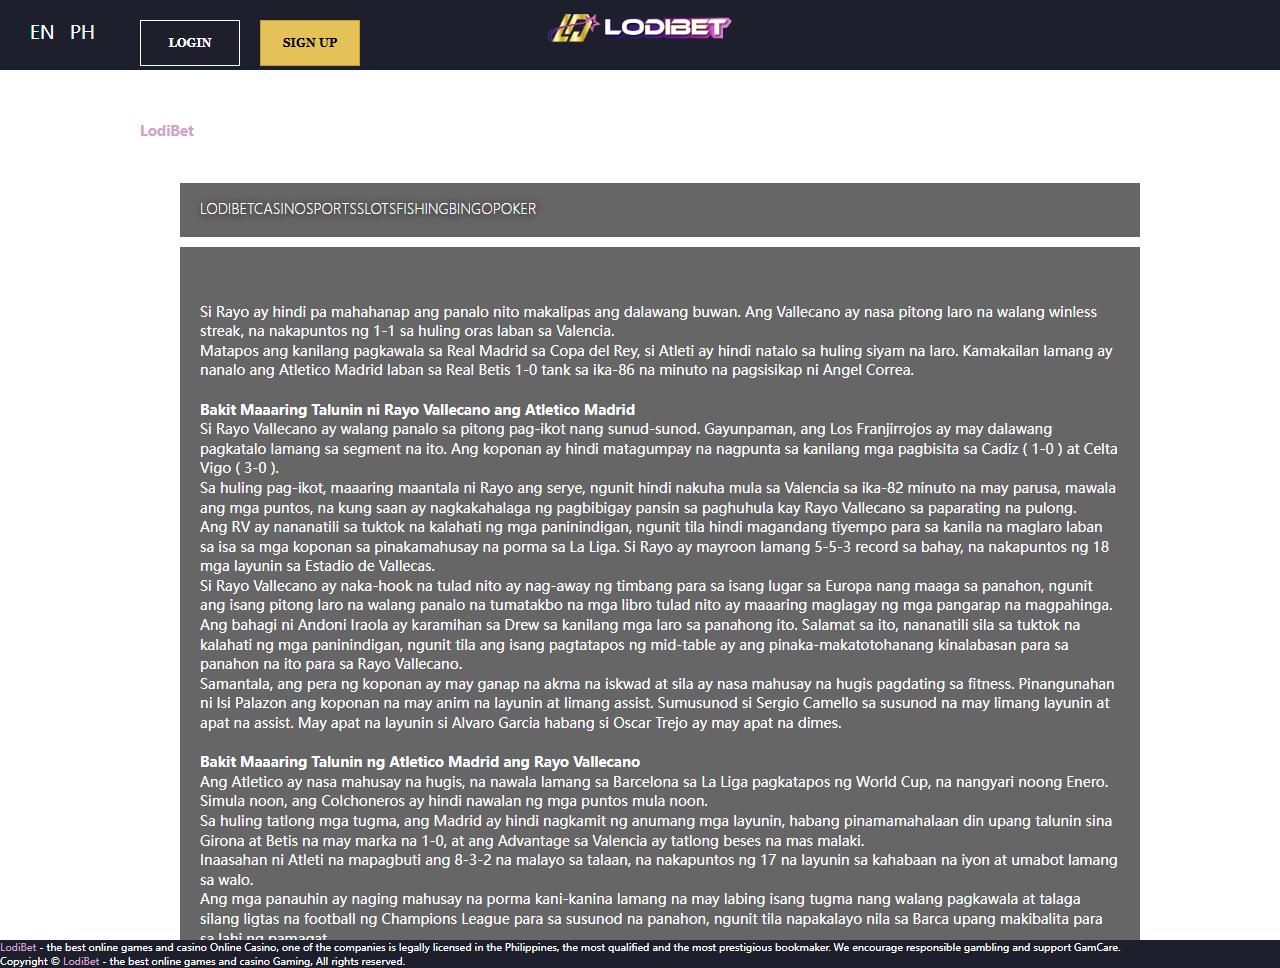 EN PH
LOGIN
SIGN UP
LODIBET
LodiBet
LODIBETCASINOSPORTSSLOTSFISHINGBINGOPOKER
Si Rayo ay hindi pa mahahanap ang panalo nito makalipas ang dalawang buwan. Ang Vallecano ay nasa pitong laro na walang winless
streak, na nakapuntos ng 1-1 sa huling oras laban sa Valencia.
Matapos ang kanilang pagkawala sa Real Madrid sa Copa del Rey, si Atleti ay hindi natalo sa huling siyam na laro. Kamakailan lamang ay
nanalo ang Atletico Madrid laban sa Real Betis 1-0 tank sa ika-86 na minuto na pagsisikap ni Angel Correa.
Bakit Maaaring Talunin ni Rayo Vallecano ang Atletico Madrid
Si Rayo Vallecano ay walang panalo sa pitong pag-ikot nang sunud-sunod. Gayunpaman, ang Los Franjirrojos ay may dalawang
pagkatalo lamang sa segment na ito. Ang koponan ay hindi matagumpay na nagpunta sa kanilang mga pagbisita sa Cadiz ( 1-0 ) at Celta
Vigo ( 3-0 ).
Sa huling pag-ikot, maaaring maantala ni Rayo ang serye, ngunit hindi nakuha mula sa Valencia sa ika-82 minuto na may parusa, mawala
ang mga puntos, na kung saan ay nagkakahalaga ng pagbibigay pansin sa paghuhula kay Rayo Vallecano sa paparating na pulong.
Ang RV ay nananatili sa tuktok na kalahati ng mga paninindigan, ngunit tila hindi magandang tiyempo para sa kanila na maglaro laban
sa isa sa mga koponan sa pinakamahusay na porma sa La Liga. Si Rayo ay mayroon lamang 5-5-3 record sa bahay, na nakapuntos ng 18
mga layunin sa Estadio de Vallecas.
Si Rayo Vallecano ay naka-hook na tulad nito ay nag-away ng timbang para sa isang lugar sa Europa nang maaga sa panahon, ngunit
ang isang pitong laro na walang panalo na tumatakbo na mga libro tulad nito ay maaaring maglagay ng mga pangarap na magpahinga.
Ang bahagi ni Andoni Iraola ay karamihan sa Drew sa kanilang mga laro sa panahong ito. Salamat sa ito, nananatili sila sa tuktok na
kalahati ng mga paninindigan, ngunit tila ang isang pagtatapos ng mid-table ay ang pinaka-makatotohanang kinalabasan para sa
panahon na ito para sa Rayo Vallecano.
Samantala, ang pera ng koponan ay may ganap na akma na iskwad at sila ay nasa mahusay na hugis pagdating sa fitness. Pinangunahan
ni Isi Palazon ang koponan na may anim na layunin at limang assist. Sumusunod si Sergio Camello sa susunod na may limang layunin at
apat na assist. May apat na layunin si Alvaro Garcia habang si Oscar Trejo ay may apat na dimes.
Bakit Maaaring Talunin ng Atletico Madrid ang Rayo Vallecano
Ang Atletico ay nasa mahusay na hugis, na nawala lamang sa Barcelona sa La Liga pagkatapos ng World Cup, na nangyari noong Enero.
Simula noon, ang Colchoneros ay hindi nawalan ng mga puntos mula noon.
Sa huling tatlong mga tugma, ang Madrid ay hindi nagkamit ng anumang mga layunin, habang pinamamahalaan din upang talunin sina
Girona at Betis na may marka na 1-0, at ang Advantage sa Valencia ay tatlong beses na mas malaki.
Inaasahan ni Atleti na mapagbuti ang 8-3-2 na malayo sa talaan, na nakapuntos ng 17 na layunin sa kahabaan na iyon at umabot lamang
sa walo.
Ang mga panauhin ay naging mahusay na porma kani-kanina lamang na may labing isang tugma nang walang pagkawala at talaga
silang ligtas na football ng Champions League para sa susunod na panahon, ngunit tila napakalayo nila sa Barca upang makibalita para
sa lahi ng pamagat.
LodiBet - the best online games and casino Online Casino, one of the companies is legally licensed in the Philippines, the most qualified and the most prestigious bookmaker. We encourage responsible gambling and support GamCare.
Copyright © LodiBet - the best online games and casino Gaming, All rights reserved.